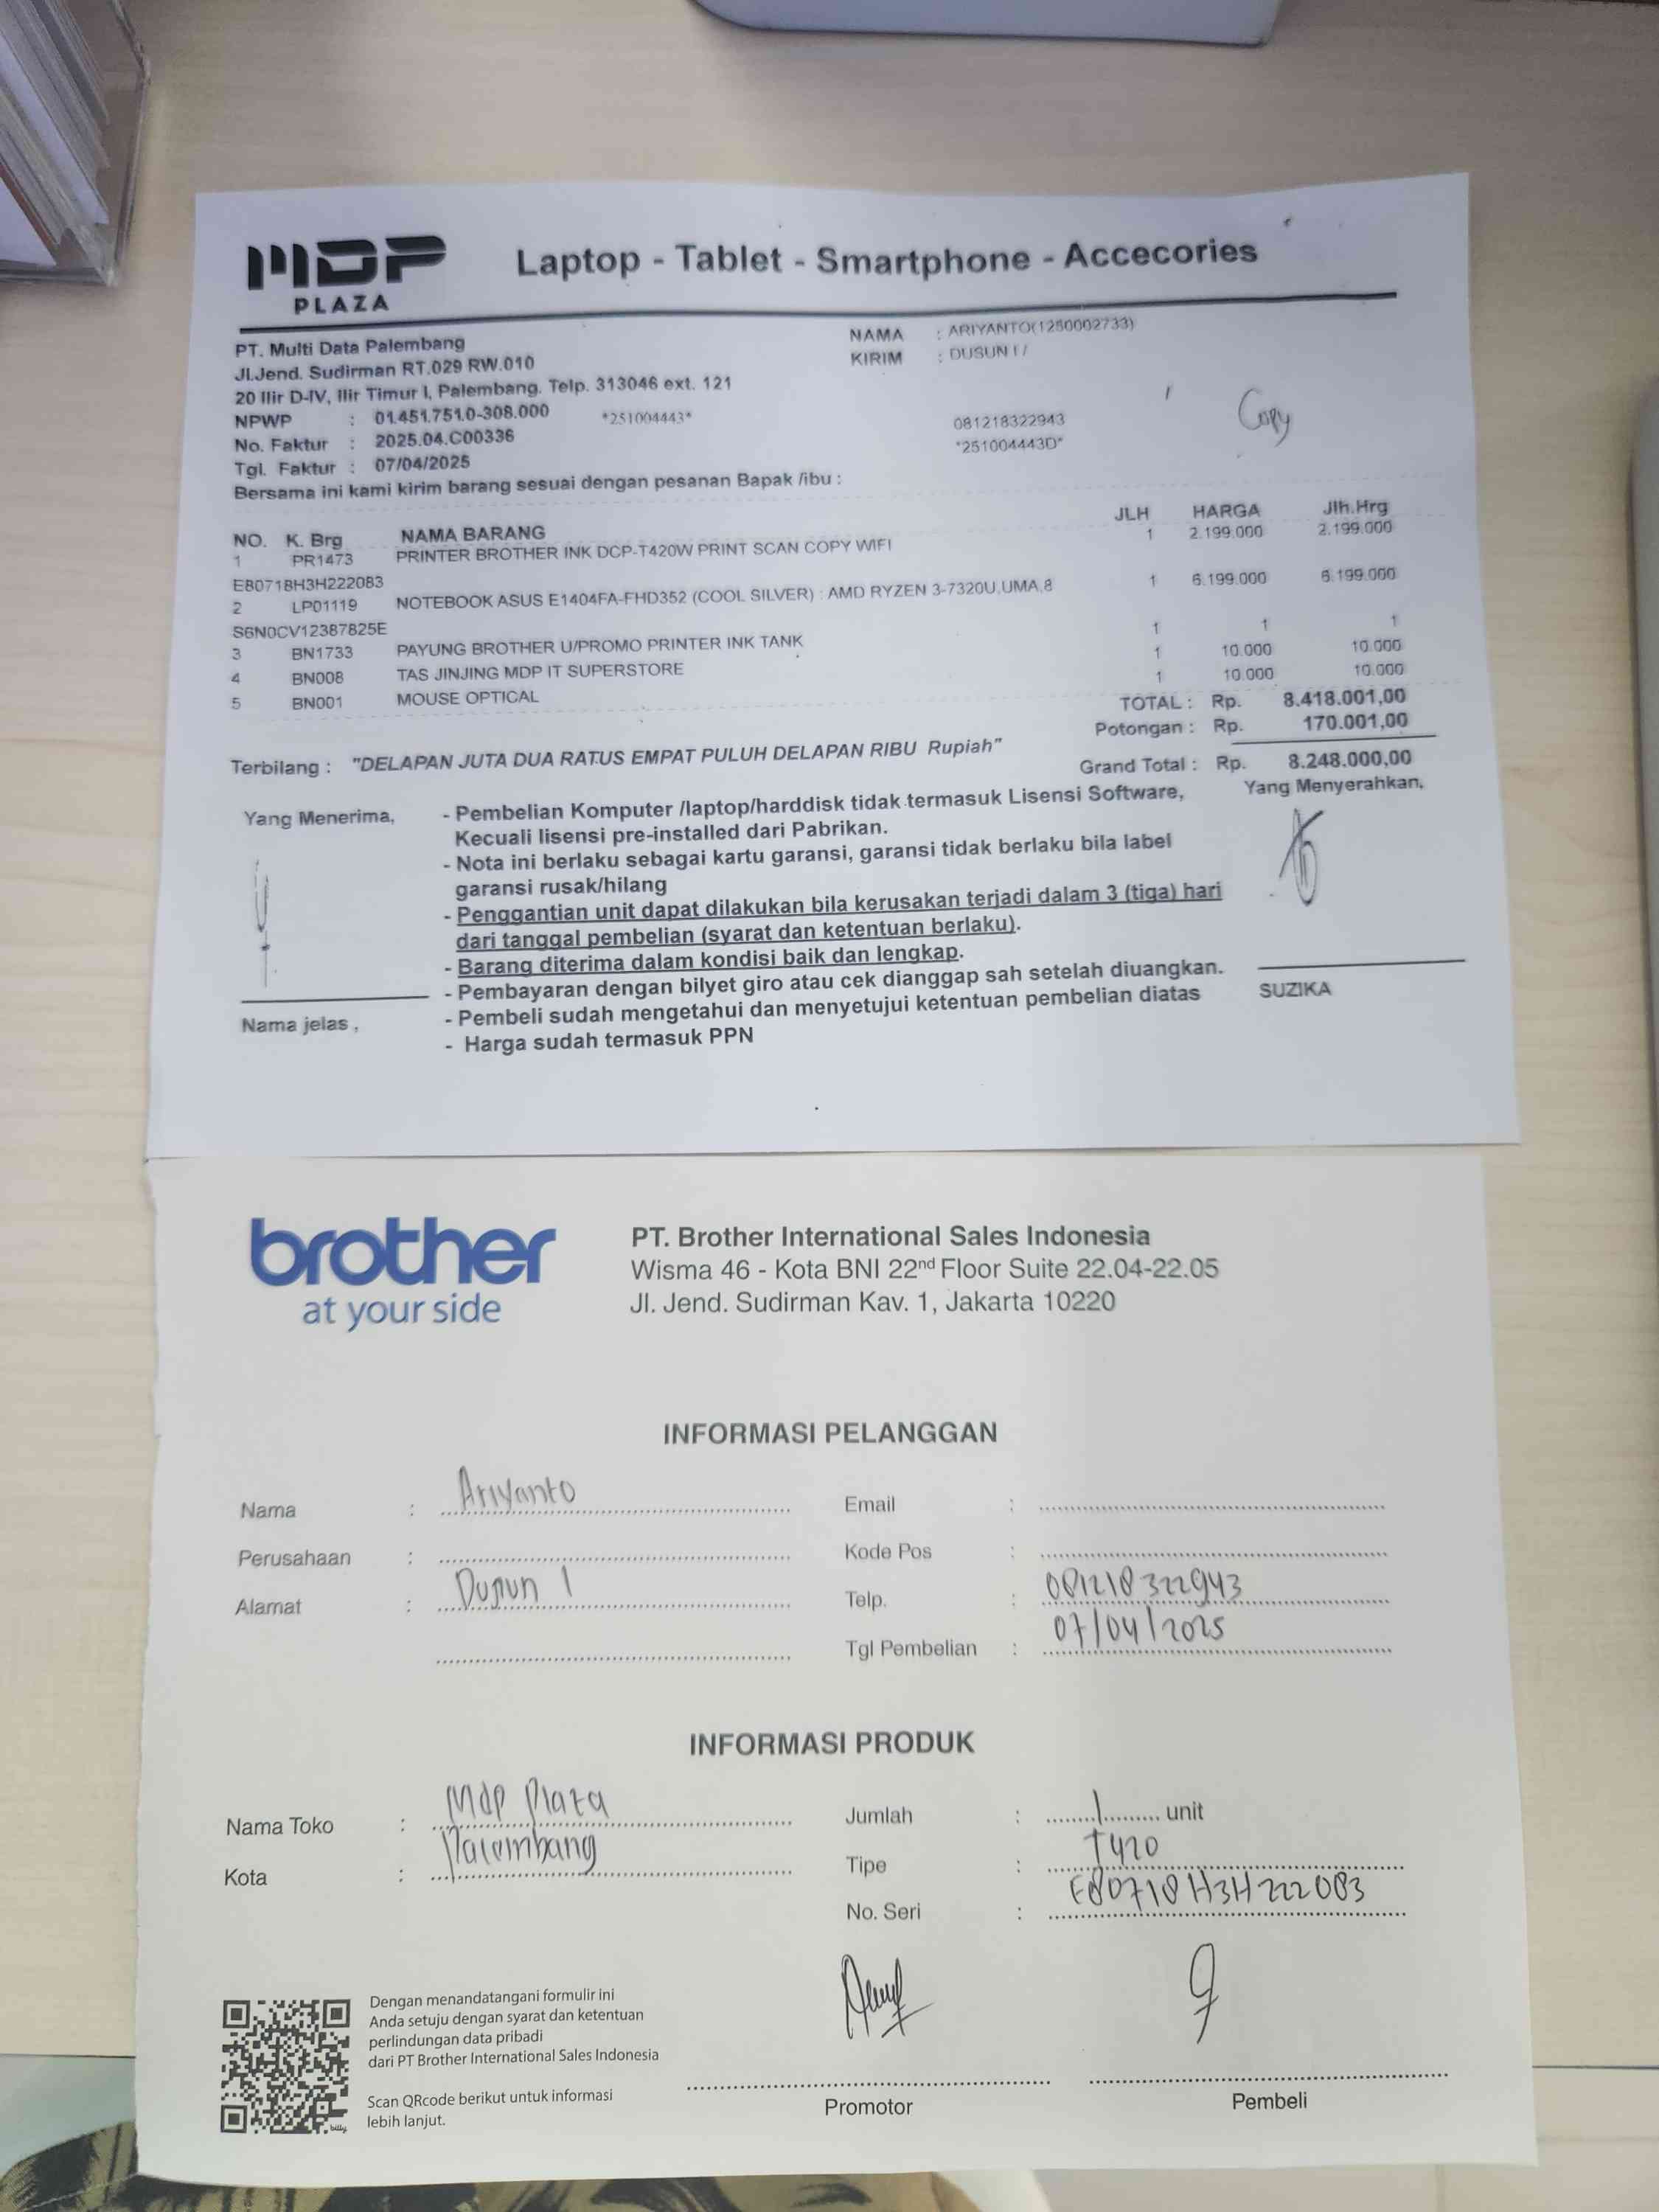 MDP
PLAZA
Laptop - Tablet - Smartphone - Accecories
PT. Multi Data Palembang
Jl.Jend. Sudirman RT.029 RW.010
20 Ilir D-IV, Ilir Timur I, Palembang. Telp. 313046 ext. 121
NPWP : 01.451.751.0-308.000 *251004443*
No. Faktur : 2025.04.C00336
Tgl. Faktur : 07/04/2025
NAMA : ARIYANTO(1250002733)
KIRIM : DUSUN I /
081218322943
*251004443D*
Copy
Bersama ini kami kirim barang sesuai dengan pesanan Bapak /ibu :
NO. K. Brg NAMA BARANG JLH HARGA Jlh.Hrg
1 PR1473 PRINTER BROTHER INK DCP-T420W PRINT SCAN COPY WIFI 1 2.199.000 2.199.000
E80718H3H222083
2 LP01119 NOTEBOOK ASUS E1404FA-FHD352 (COOL SILVER) : AMD RYZEN 3-7320U,UMA,8 1 6.199.000 6.199.000
S6N0CV12387825E
3 BN1733 PAYUNG BROTHER U/PROMO PRINTER INK TANK 1 1 1
4 BN008 TAS JINJING MDP IT SUPERSTORE 1 10.000 10.000
5 BN001 MOUSE OPTICAL 1 10.000 10.000
TOTAL : Rp. 8.418.001,00
Potongan : Rp. 170.001,00
Terbilang : "DELAPAN JUTA DUA RATUS EMPAT PULUH DELAPAN RIBU Rupiah"
Grand Total : Rp. 8.248.000,00
Yang Menerima,
Yang Menyerahkan,
- Pembelian Komputer /laptop/harddisk tidak termasuk Lisensi Software,
Kecuali lisensi pre-installed dari Pabrikan.
- Nota ini berlaku sebagai kartu garansi, garansi tidak berlaku bila label
garansi rusak/hilang
- Penggantian unit dapat dilakukan bila kerusakan terjadi dalam 3 (tiga) hari
dari tanggal pembelian (syarat dan ketentuan berlaku).
- Barang diterima dalam kondisi baik dan lengkap.
- Pembayaran dengan bilyet giro atau cek dianggap sah setelah diuangkan.
- Pembeli sudah mengetahui dan menyetujui ketentuan pembelian diatas
- Harga sudah termasuk PPN
Nama jelas ,
SUZIKA
brother
at your side
PT. Brother International Sales Indonesia
Wisma 46 - Kota BNI 22nd Floor Suite 22.04-22.05
Jl. Jend. Sudirman Kav. 1, Jakarta 10220
INFORMASI PELANGGAN
Nama : Ariyanto
Perusahaan :
Alamat : Dusun 1
Email :
Kode Pos :
Telp. : 081218322943
Tgl Pembelian : 07/04/2025
INFORMASI PRODUK
Nama Toko : Mdp Plaza
Kota : Palembang
Jumlah : 1 unit
Tipe : T420
No. Seri : E80718H3H222083
Dengan menandatangani formulir ini
Anda setuju dengan syarat dan ketentuan
perlindungan data pribadi
dari PT Brother International Sales Indonesia
Scan QRcode berikut untuk informasi
lebih lanjut.
billy
Promotor
Pembeli